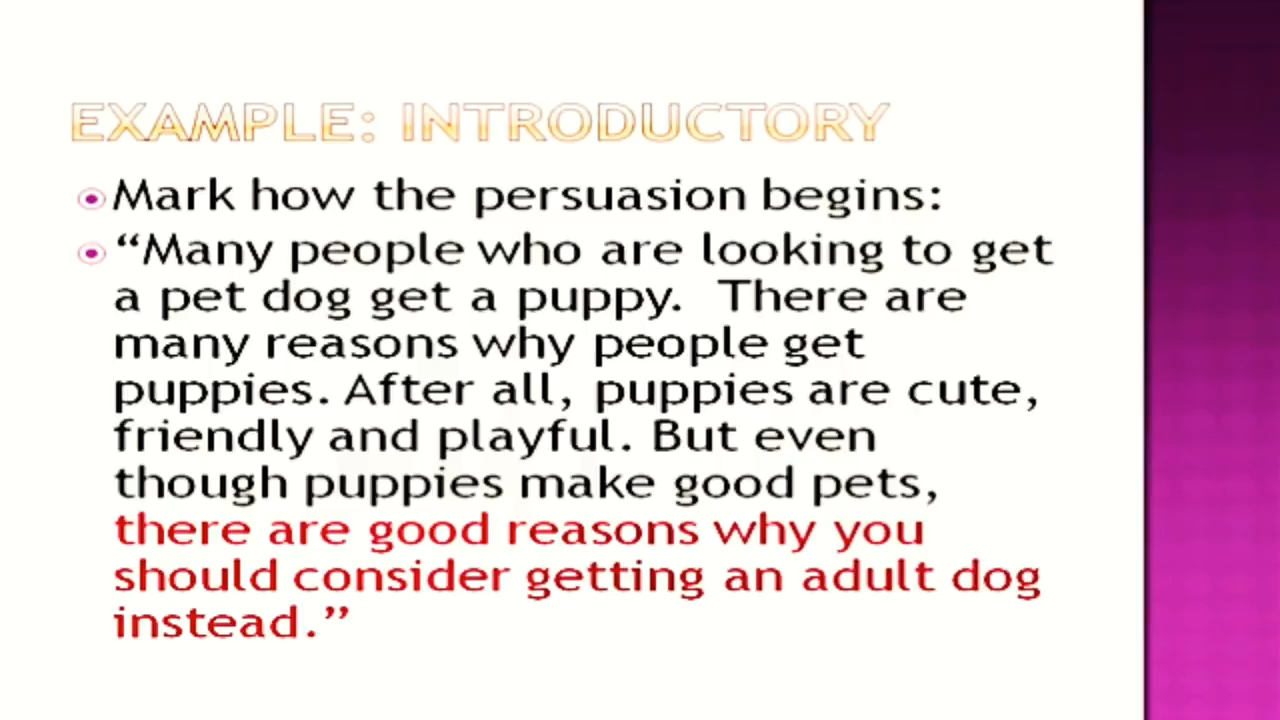 EXAMPLE: INTRODUCTORY
Mark how the persuasion begins:
“Many people who are looking to get
a pet dog get a puppy.  There are
many reasons why people get
puppies. After all, puppies are cute,
friendly and playful. But even
though puppies make good pets,
there are good reasons why you
should consider getting an adult dog
instead.”